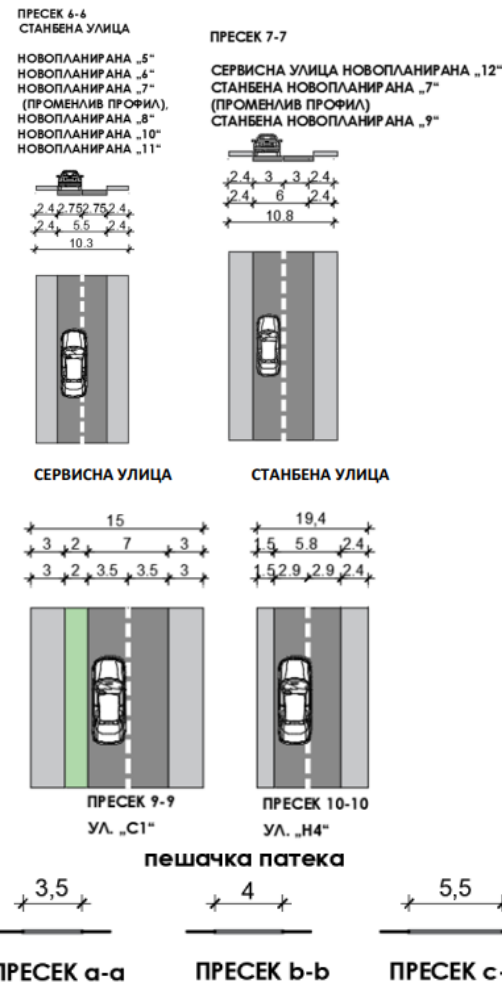 ПРЕСЕК 6-6
СТАНБЕНА УЛИЦА
НОВОПЛАНИРАНА „5“
НОВОПЛАНИРАНА „6“
НОВОПЛАНИРАНА „7“
(ПРОМЕНЛИВ ПРОФИЛ),
НОВОПЛАНИРАНА „8“
НОВОПЛАНИРАНА „10“
НОВОПЛАНИРАНА „11“
2.4 2.75 2.75 2.4
2.4 5.5 2.4
10.3
ПРЕСЕК 7-7
СЕРВИСНА УЛИЦА НОВОПЛАНИРАНА „12“
СТАНБЕНА НОВОПЛАНИРАНА „7“
(ПРОМЕНЛИВ ПРОФИЛ)
СТАНБЕНА НОВОПЛАНИРАНА „9“
2.4 3 3 2.4
2.4 6 2.4
10.8
СЕРВИСНА УЛИЦА
15
3 2 7 3
3 2 3.5 3.5 3
ПРЕСЕК 9-9
УЛ. „С1“
СТАНБЕНА УЛИЦА
19,4
1.5 5.8 2.4
1.5 2.9 2.9 2.4
ПРЕСЕК 10-10
УЛ. „Н4“
пешачка патека
3,5
ПРЕСЕК a-a
4
ПРЕСЕК b-b
5,5
ПРЕСЕК c-